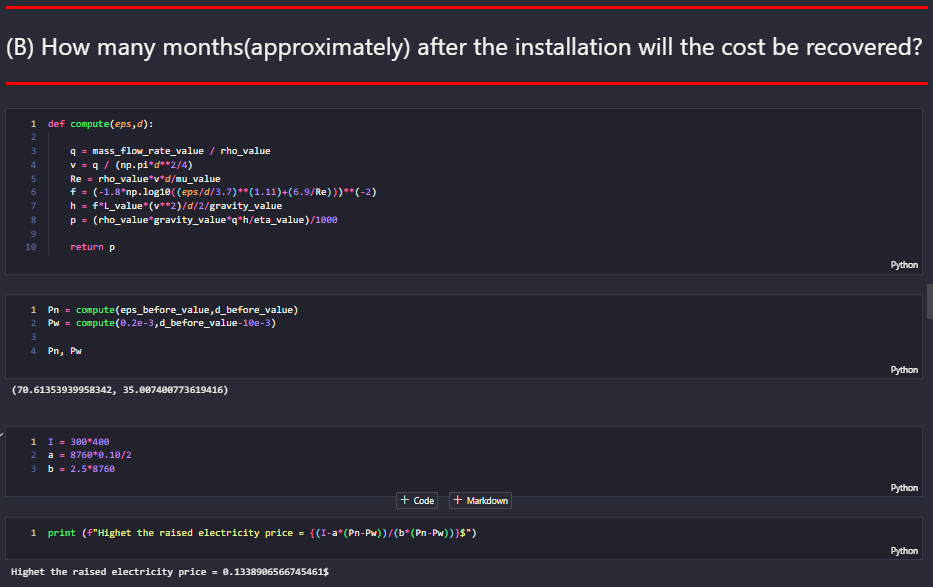 (B) How many months(approximately) after the installation will the cost be recovered?
1 def compute(eps,d):
2
3 q = mass_flow_rate_value / rho_value
4 v = q / (np.pi*d**2/4)
5 Re = rho_value*v*d/mu_value
6 f = (-1.8*np.log10((eps/d/3.7)**(1.11)+(6.9/Re)))**(-2)
7 h = f*L_value*(v**2)/d/2/gravity_value
8 p = (rho_value*gravity_value*q*h/eta_value)/1000
9
10 return p
Python
1 Pn = compute(eps_before_value,d_before_value)
2 Pw = compute(0.2e-3,d_before_value-10e-3)
3
4 Pn, Pw
Python
(70.61353939958342, 35.007400773619416)
1 I = 300*400
2 a = 8760*0.10/2
3 b = 2.5*8760
Python
+ Code + Markdown
1 print (f"Highet the raised electricity price = {(I-a*(Pn-Pw))/(b*(Pn-Pw))}$")
Python
Highet the raised electricity price = 0.1338906566745461$